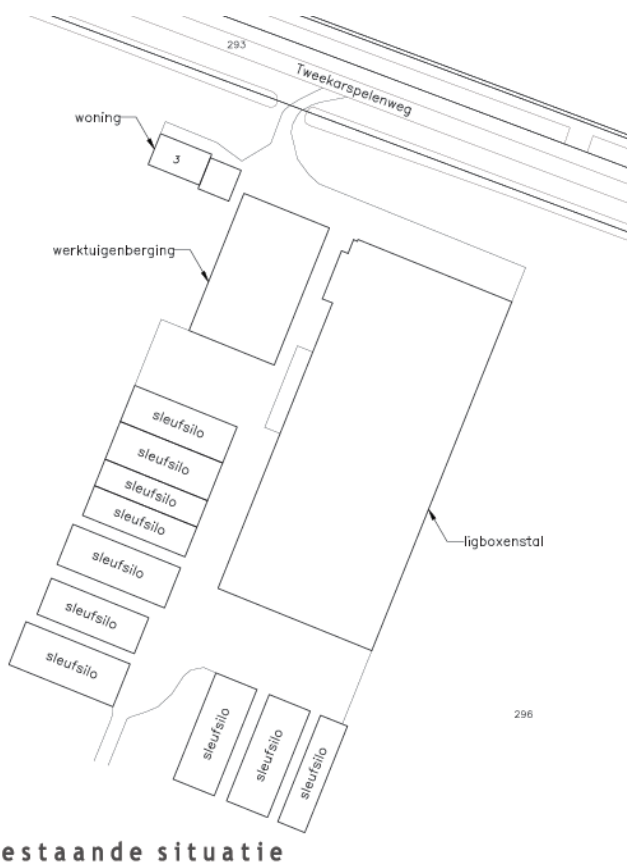 293
Tweekarspelenweg
woning
3
werktuigenberging
sleufsilo
sleufsilo
sleufsilo
sleufsilo
ligboxenstal
sleufsilo
sleufsilo
sleufsilo
296
sleufsilo
sleufsilo
sleufsilo
estaande situatie